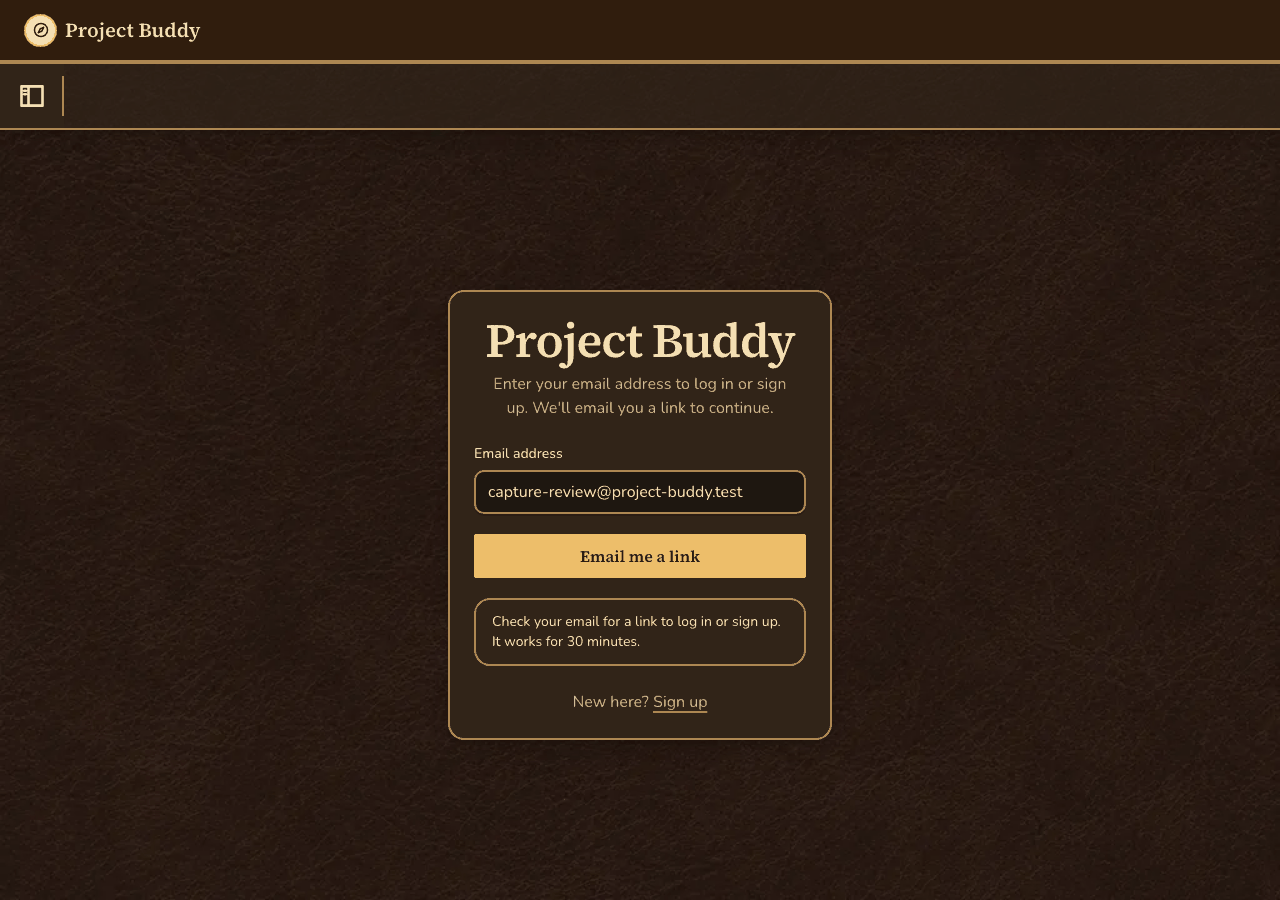 Project Buddy
Project Buddy
Enter your email address to log in or sign
up. We'll email you a link to continue.
Email address
capture-review@project-buddy.test
Email me a link
Check your email for a link to log in or sign up.
It works for 30 minutes.
New here? Sign up